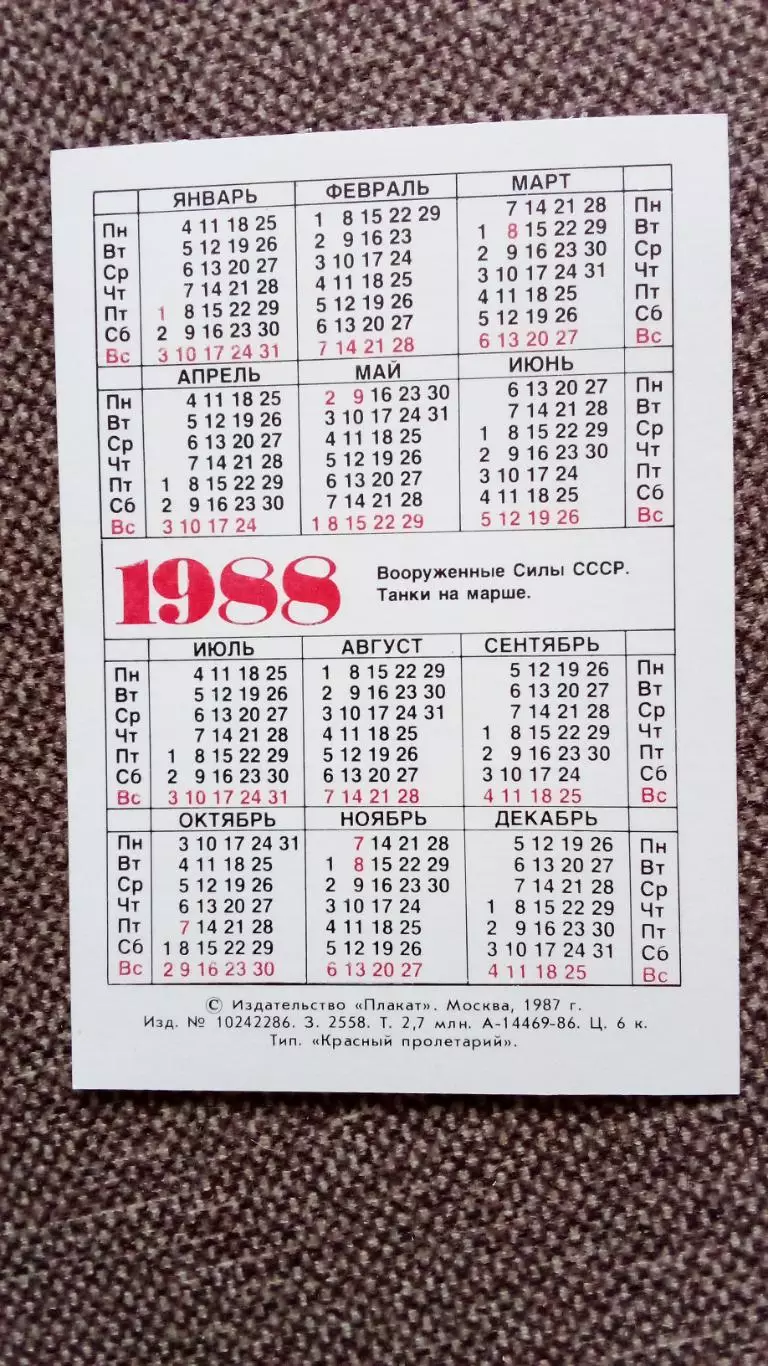 ЯНВАРЬ ФЕВРАЛЬ МАРТ
Пн 4 11 18 25 1 8 15 22 29 7 14 21 28 Пн
Вт 5 12 19 26 2 9 16 23 1 8 15 22 29 Вт
Ср 6 13 20 27 3 10 17 24 2 9 16 23 30 Ср
Чт 7 14 21 28 4 11 18 25 3 10 17 24 31 Чт
Пт 1 8 15 22 29 5 12 19 26 4 11 18 25 Пт
Сб 2 9 16 23 30 6 13 20 27 5 12 19 26 Сб
Вс 3 10 17 24 31 7 14 21 28 6 13 20 27 Вс
АПРЕЛЬ МАЙ ИЮНЬ
Пн 4 11 18 25 2 9 16 23 30 6 13 20 27 Пн
Вт 5 12 19 26 3 10 17 24 31 7 14 21 28 Вт
Ср 6 13 20 27 4 11 18 25 1 8 15 22 29 Ср
Чт 7 14 21 28 5 12 19 26 2 9 16 23 30 Чт
Пт 1 8 15 22 29 6 13 20 27 3 10 17 24 Пт
Сб 2 9 16 23 30 7 14 21 28 4 11 18 25 Сб
Вс 3 10 17 24 1 8 15 22 29 5 12 19 26 Вс
1988
Вооруженные Силы СССР.
Танки на марше.
ИЮЛЬ АВГУСТ СЕНТЯБРЬ
Пн 4 11 18 25 1 8 15 22 29 5 12 19 26 Пн
Вт 5 12 19 26 2 9 16 23 30 6 13 20 27 Вт
Ср 6 13 20 27 3 10 17 24 31 7 14 21 28 Ср
Чт 7 14 21 28 4 11 18 25 1 8 15 22 29 Чт
Пт 1 8 15 22 29 5 12 19 26 2 9 16 23 30 Пт
Сб 2 9 16 23 30 6 13 20 27 3 10 17 24 Сб
Вс 3 10 17 24 31 7 14 21 28 4 11 18 25 Вс
ОКТЯБРЬ НОЯБРЬ ДЕКАБРЬ
Пн 3 10 17 24 31 7 14 21 28 5 12 19 26 Пн
Вт 4 11 18 25 1 8 15 22 29 6 13 20 27 Вт
Ср 5 12 19 26 2 9 16 23 30 7 14 21 28 Ср
Чт 6 13 20 27 3 10 17 24 1 8 15 22 29 Чт
Пт 7 14 21 28 4 11 18 25 2 9 16 23 30 Пт
Сб 1 8 15 22 29 5 12 19 26 3 10 17 24 31 Сб
Вс 2 9 16 23 30 6 13 20 27 4 11 18 25 Вс
© Издательство «Плакат». Москва, 1987 г.
Изд. № 10242286. З. 2558. Т. 2,7 млн. А-14469-86. Ц. 6 к.
Тип. «Красный пролетарий».